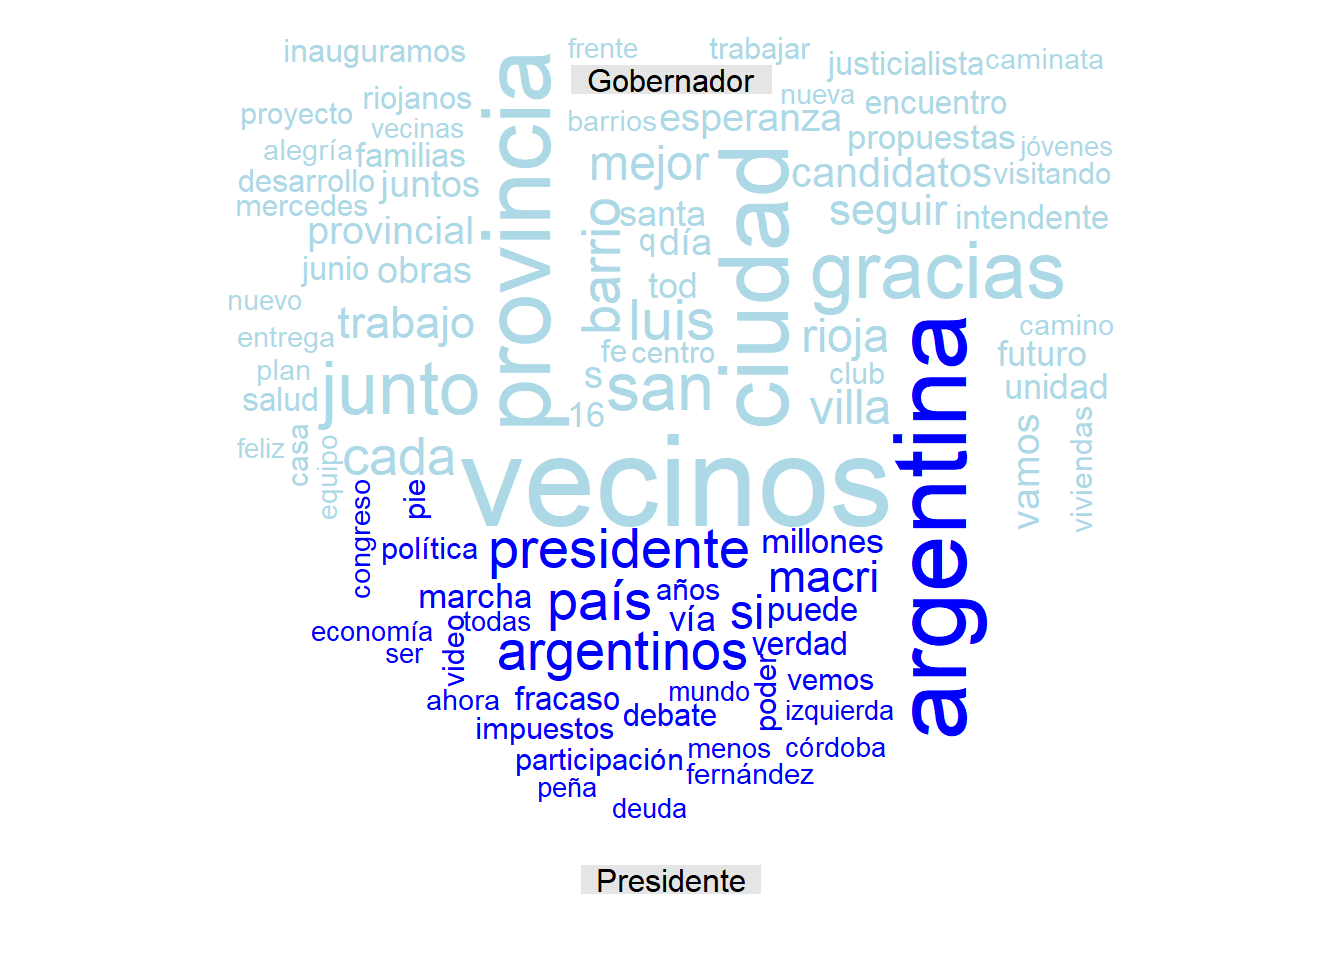 inauguramos
frente
trabajar
justicialista
caminata
Gobernador
proyecto
riojanos
provincia
nueva
encuentro
vecinas
barrios
esperanza
propuestas
jóvenes
alegría
familias
mejor
ciudad
candidatos
visitando
desarrollo
juntos
mercedes
barrio
santa
seguir
intendente
provincial
q
día
junio
obras
tod
gracias
nuevo
trabajo
luis
rioja
camino
entrega
fe
centro
futuro
plan
junto
s
san
club
unidad
salud
16
villa
argentina
feliz
casa
equipo
cada
vecinos
vamos
viviendas
congreso
pie
política
presidente
millones
macri
marcha
país
años
vía
si
puede
economía
todas
ser
video
argentinos
verdad
ahora
fracaso
mundo
poder
vemos
impuestos
debate
izquierda
participación
menos
córdoba
peña
fernández
deuda
Presidente